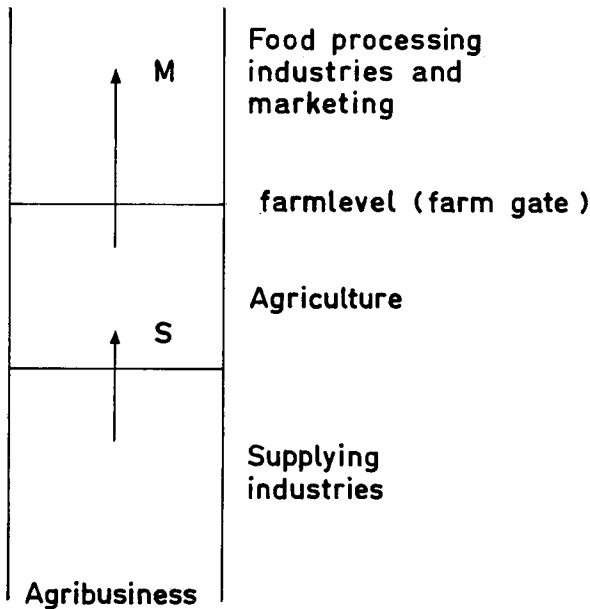 M
Food processing
industries and
marketing
farmlevel (farm gate)
Agriculture
S
Supplying
industries
Agribusiness